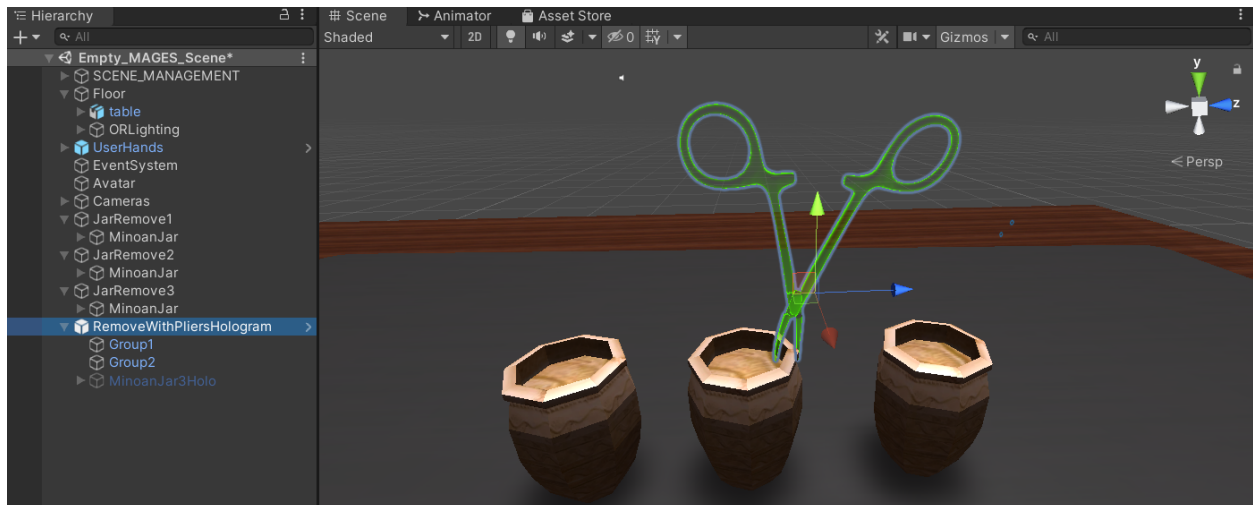 Hierarchy
All
Empty_MAGES_Scene*
SCENE_MANAGEMENT
Floor
table
ORLighting
UserHands
EventSystem
Avatar
Cameras
JarRemove1
MinoanJar
JarRemove2
MinoanJar
JarRemove3
MinoanJar
RemoveWithPliersHologram
Group1
Group2
MinoanJar3Holo
Scene Animator Asset Store
Shaded 2D 0 Gizmos All
y
z
Persp